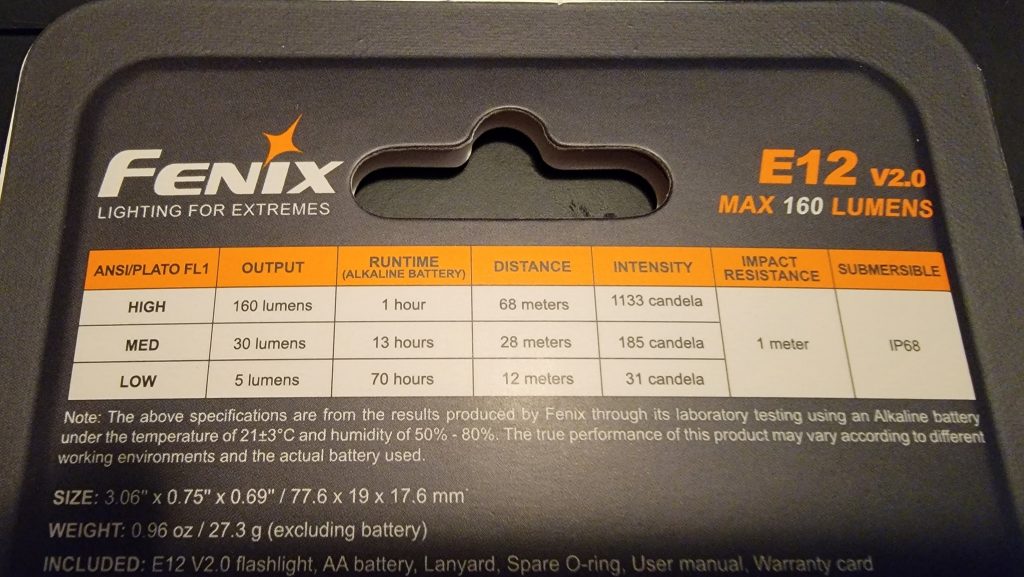 FENIX
LIGHTING FOR EXTREMES
E12 V2.0
MAX 160 LUMENS
ANSI/PLATO FL1 OUTPUT RUNTIME (ALKALINE BATTERY) DISTANCE INTENSITY IMPACT RESISTANCE SUBMERSIBLE
HIGH 160 lumens 1 hour 68 meters 1133 candela
MED 30 lumens 13 hours 28 meters 185 candela 1 meter IP68
LOW 5 lumens 70 hours 12 meters 31 candela
Note: The above specifications are from the results produced by Fenix through its laboratory testing using an Alkaline battery
under the temperature of 21±3°C and humidity of 50% - 80%. The true performance of this product may vary according to different
working environments and the actual battery used.
SIZE: 3.06" x 0.75" x 0.69" / 77.6 x 19 x 17.6 mm
WEIGHT: 0.96 oz / 27.3 g (excluding battery)
INCLUDED: E12 V2.0 flashlight, AA battery, Lanyard, Spare O-ring, User manual, Warranty card